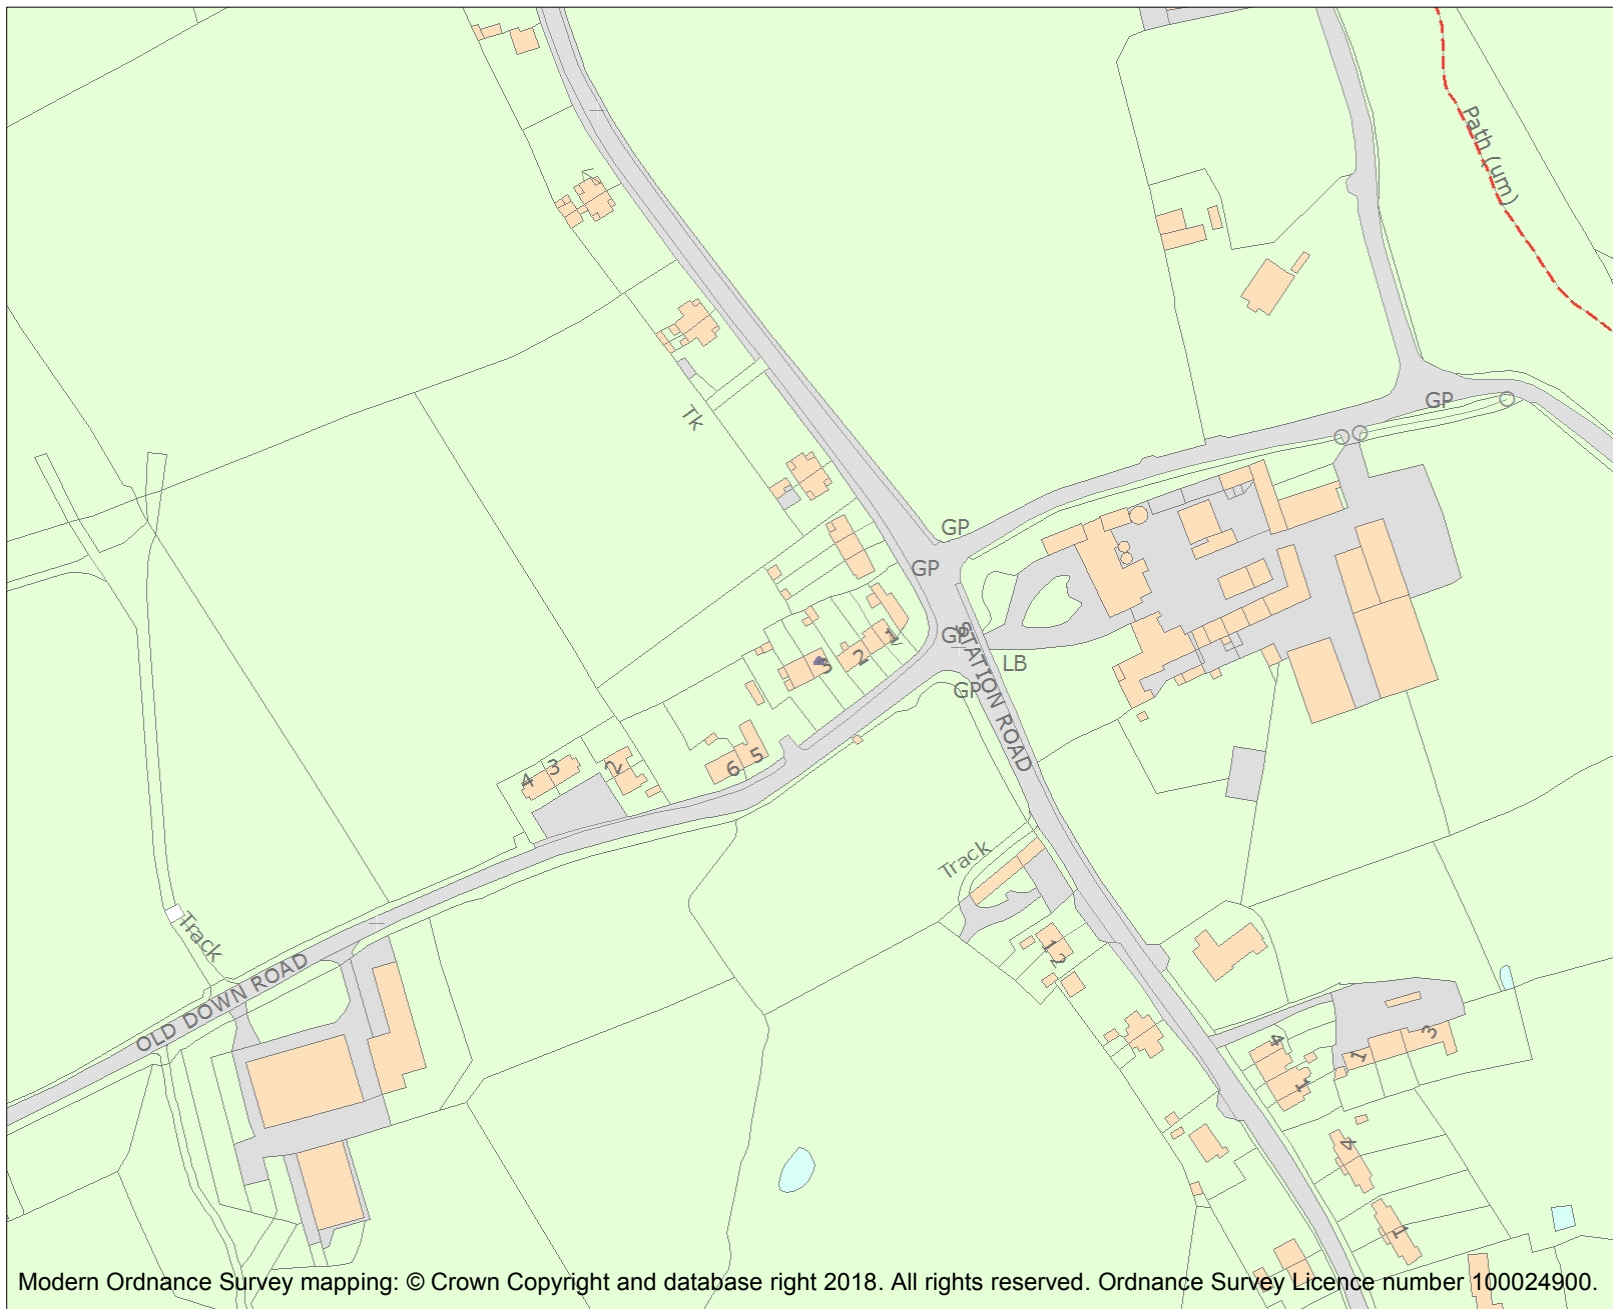 Path (um)
Tk
GP
GP
GP
GP
GP
LB
STATION ROAD
1
2
3
5
6
2
3
4
Track
Track
OLD DOWN ROAD
1
2
4
1
1
3
4
1
Modern Ordnance Survey mapping: © Crown Copyright and database right 2018. All rights reserved. Ordnance Survey Licence number 100024900.